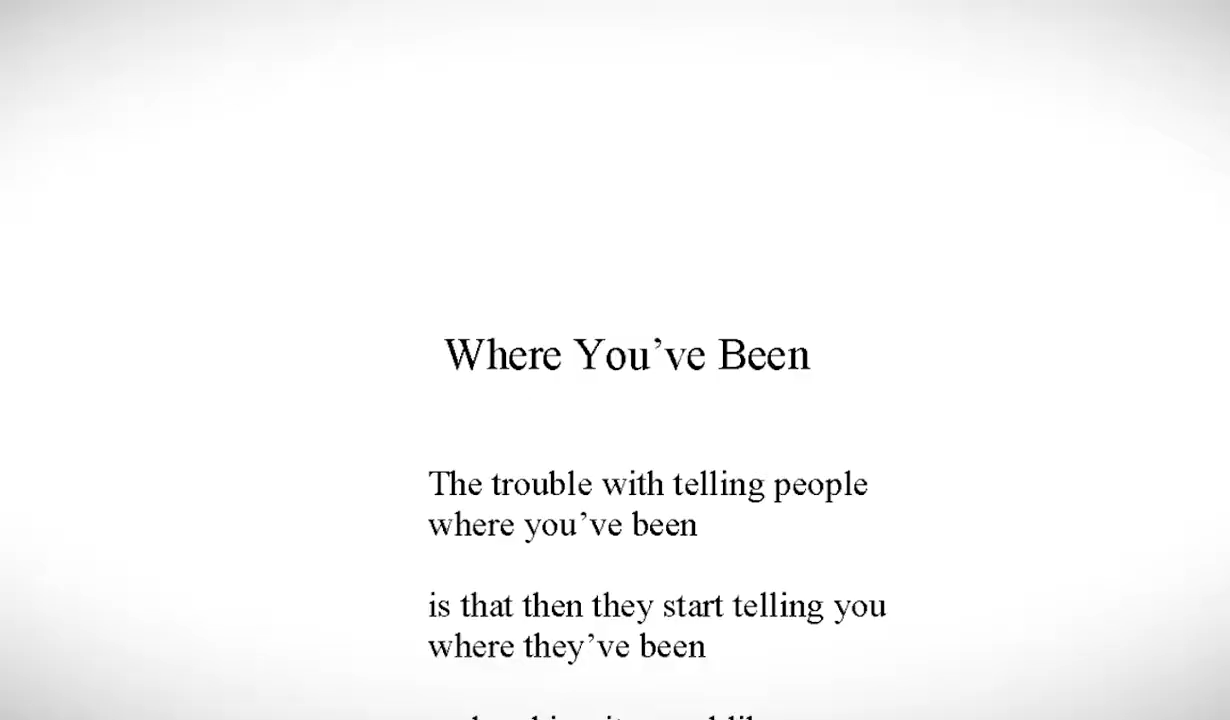 Where You’ve Been
The trouble with telling people
where you’ve been
is that then they start telling you
where they’ve been